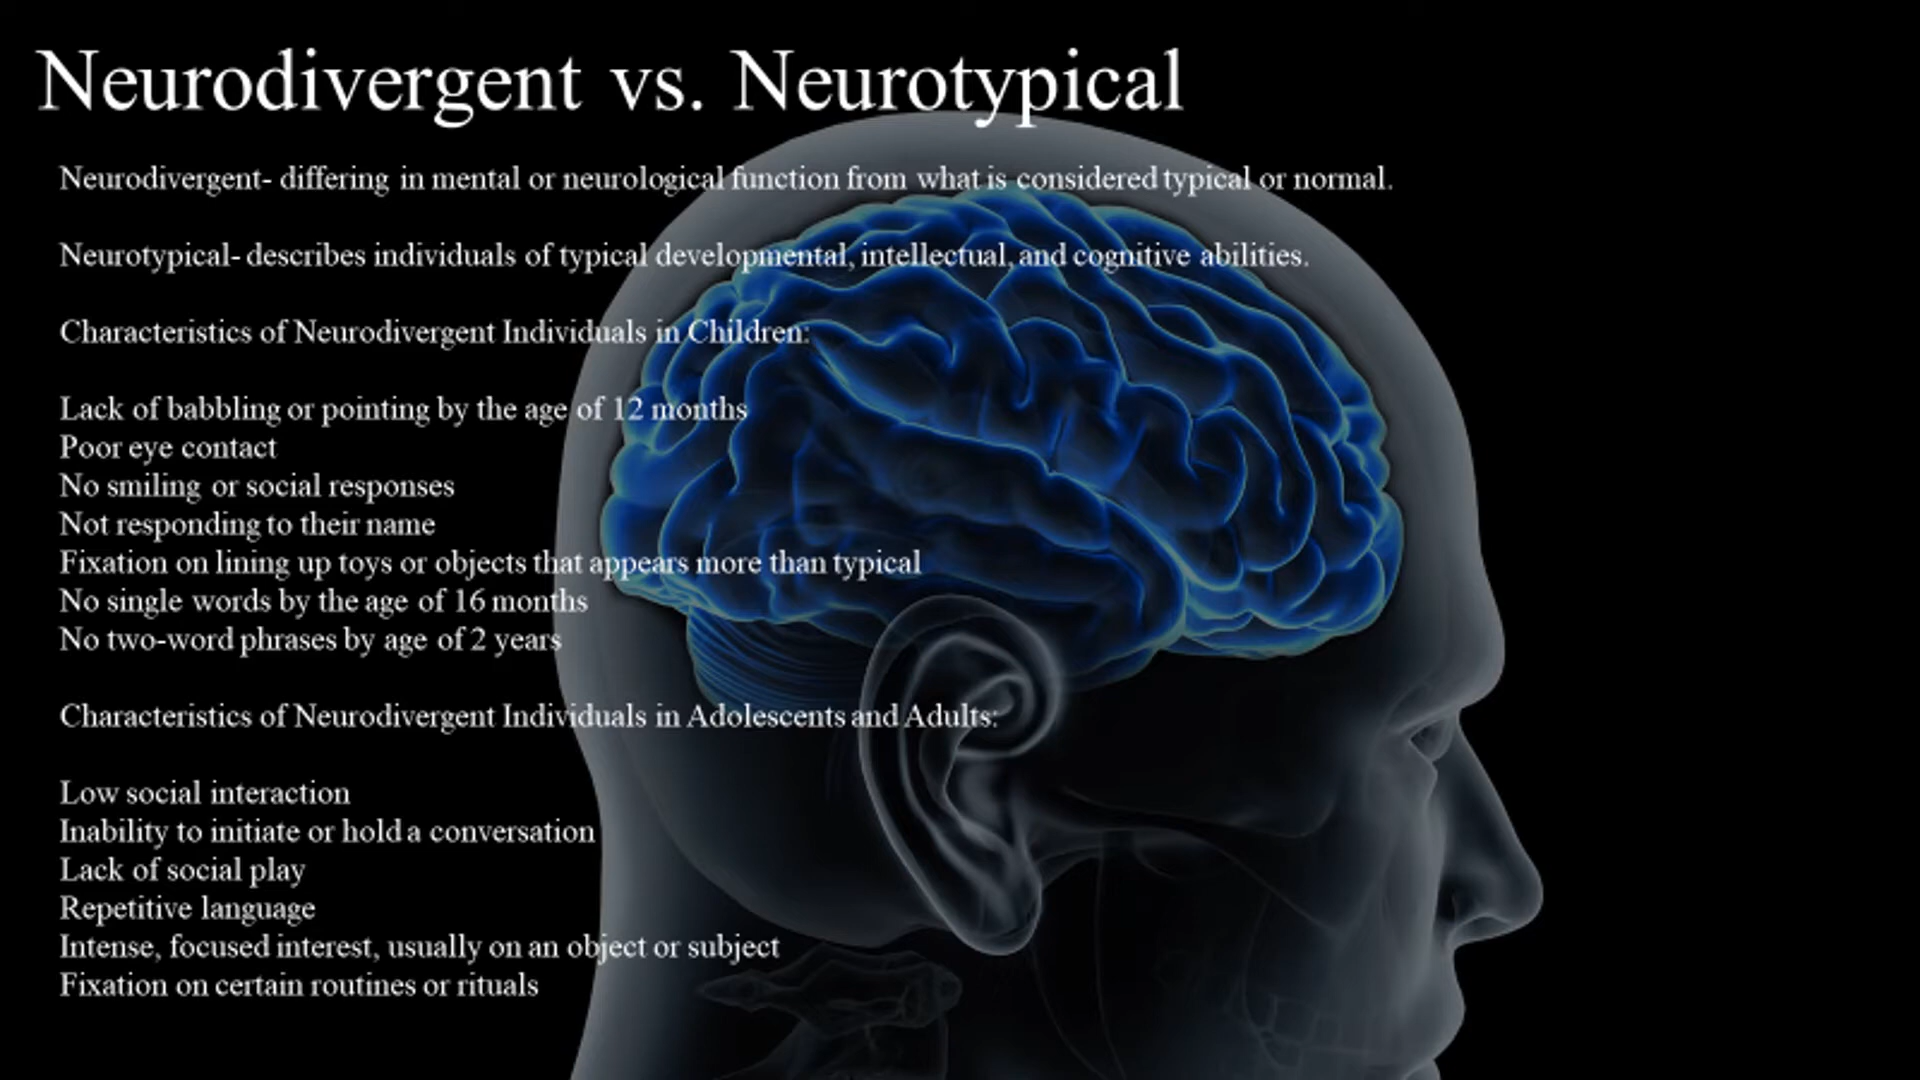 Neurodivergent vs. Neurotypical
Neurodivergent- differing in mental or neurological function from what is considered typical or normal.
Neurotypical- describes individuals of typical developmental, intellectual, and cognitive abilities.
Characteristics of Neurodivergent Individuals in Children:
Lack of babbling or pointing by the age of 12 months
Poor eye contact
No smiling or social responses
Not responding to their name
Fixation on lining up toys or objects that appears more than typical
No single words by the age of 16 months
No two-word phrases by age of 2 years
Characteristics of Neurodivergent Individuals in Adolescents and Adults:
Low social interaction
Inability to initiate or hold a conversation
Lack of social play
Repetitive language
Intense, focused interest, usually on an object or subject
Fixation on certain routines or rituals